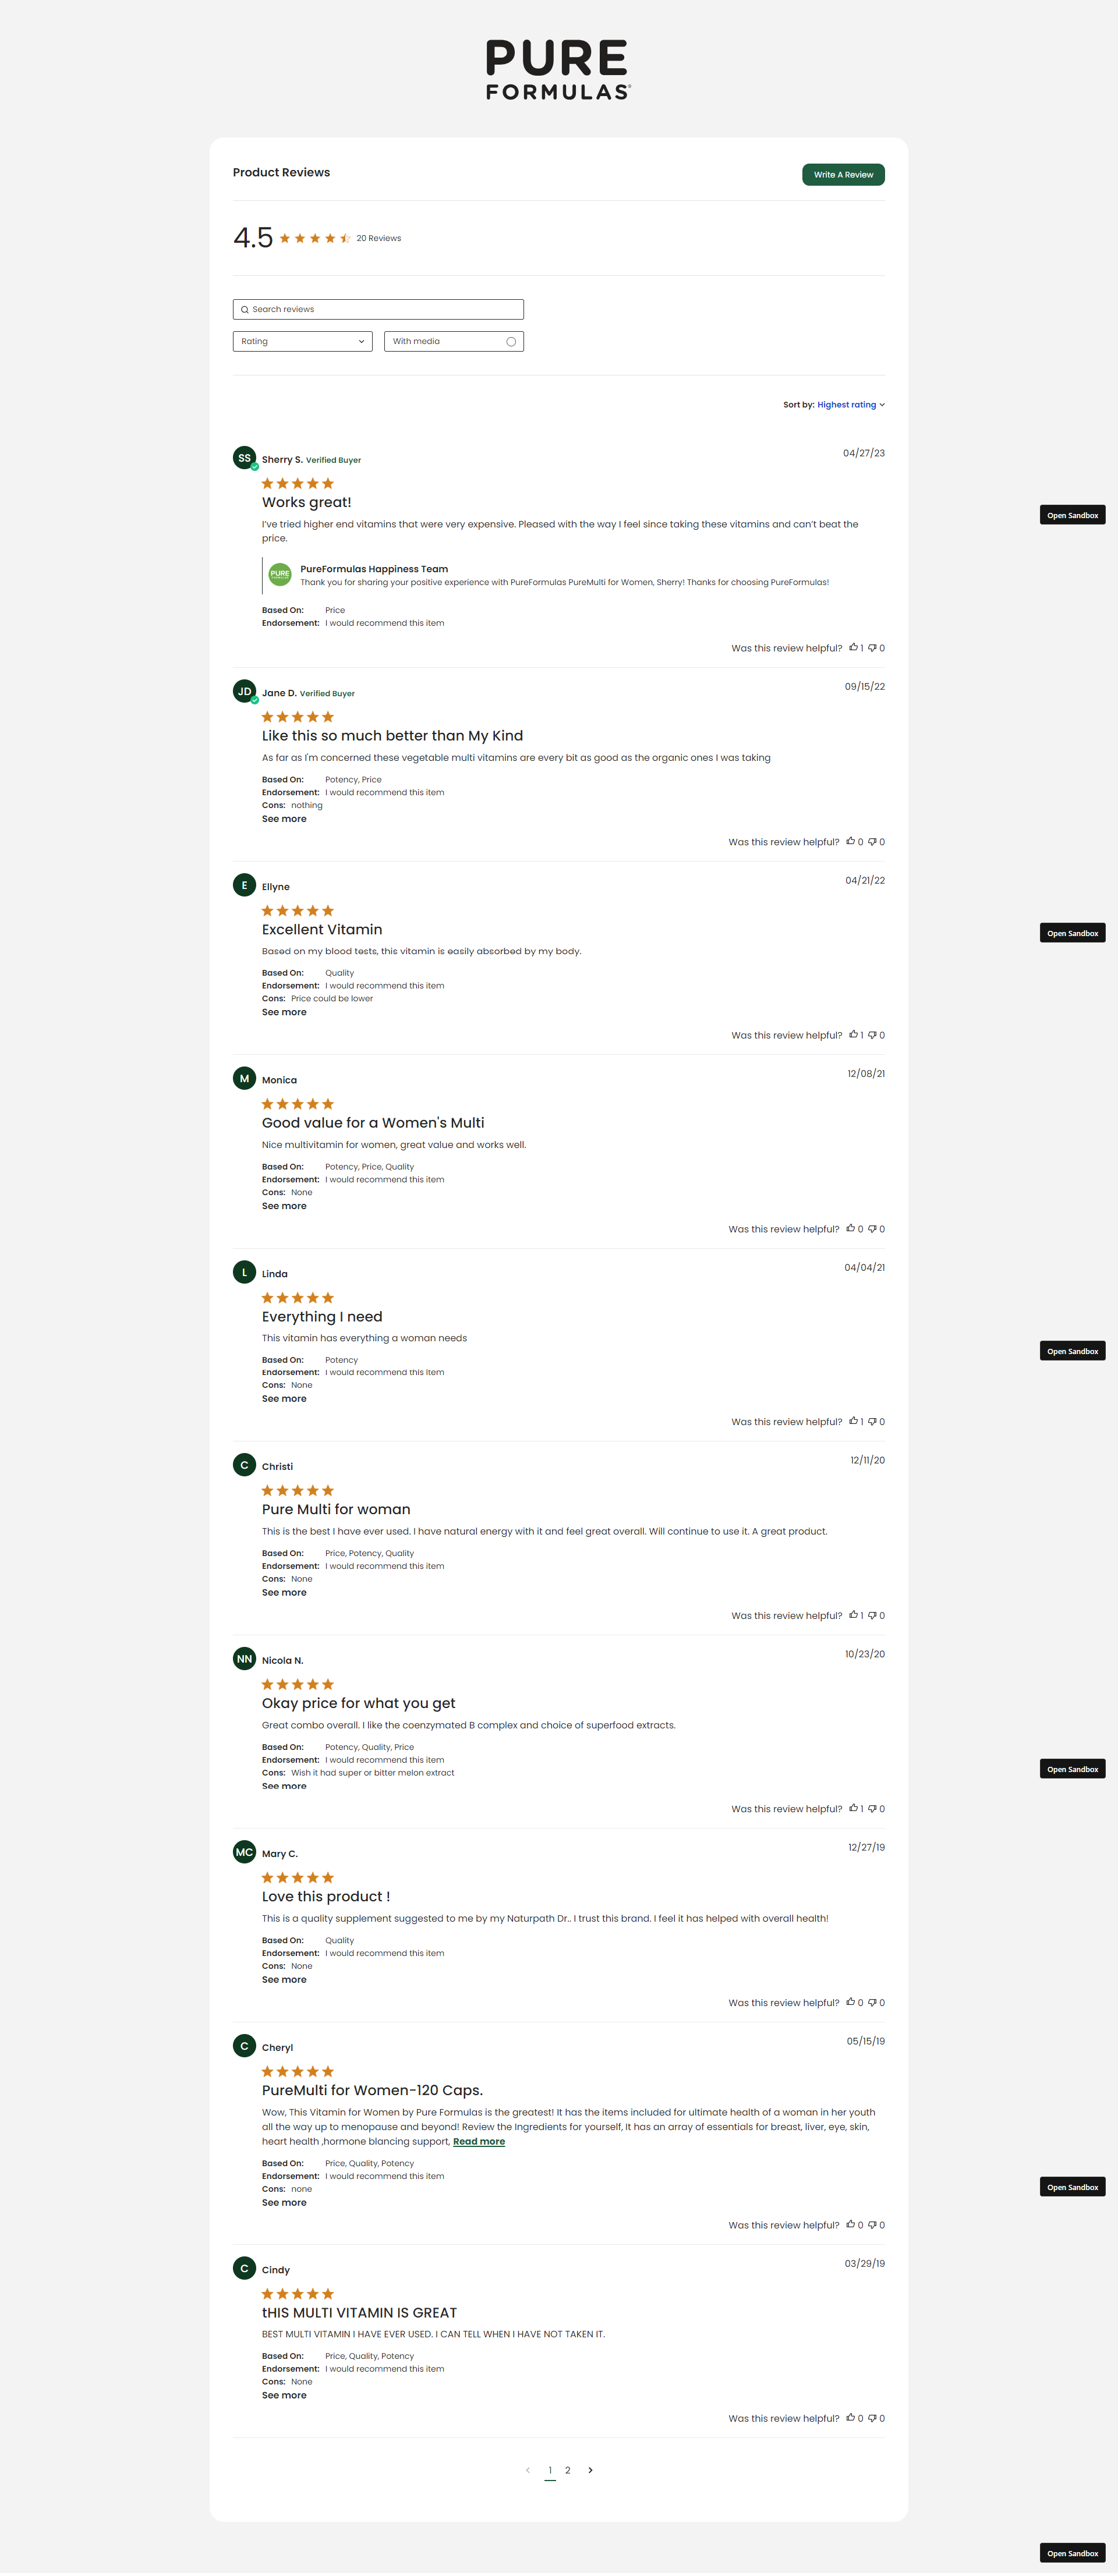 PURE
FORMULAS®
Product Reviews
Write A Review
4.5
20 Reviews
Search reviews
Rating
With media
Sort by: Highest rating
SS
Sherry S. Verified Buyer
04/27/23
Works great!
I've tried higher end vitamins that were very expensive. Pleased with the way I feel since taking these vitamins and can't beat the
price.
Open Sandbox
PURE
FORMULAS
PureFormulas Happiness Team
Thank you for sharing your positive experience with PureFormulas PureMulti for Women, Sherry! Thanks for choosing PureFormulas!
Based On: Price
Endorsement: I would recommend this item
Was this review helpful? 1 0
JD
Jane D. Verified Buyer
09/15/22
Like this so much better than My Kind
As far as I'm concerned these vegetable multi vitamins are every bit as good as the organic ones I was taking
Based On: Potency, Price
Endorsement: I would recommend this item
Cons: nothing
See more
Was this review helpful? 0 0
E
Ellyne
04/21/22
Excellent Vitamin
Open Sandbox
Based on my blood tests, this vitamin is easily absorbed by my body.
Based On: Quality
Endorsement: I would recommend this item
Cons: Price could be lower
See more
Was this review helpful? 1 0
M
Monica
12/08/21
Good value for a Women's Multi
Nice multivitamin for women, great value and works well.
Based On: Potency, Price, Quality
Endorsement: I would recommend this item
Cons: None
See more
Was this review helpful? 0 0
L
Linda
04/04/21
Everything I need
This vitamin has everything a woman needs
Open Sandbox
Based On: Potency
Endorsement: I would recommend this item
Cons: None
See more
Was this review helpful? 1 0
C
Christi
12/11/20
Pure Multi for woman
This is the best I have ever used. I have natural energy with it and feel great overall. Will continue to use it. A great product.
Based On: Price, Potency, Quality
Endorsement: I would recommend this item
Cons: None
See more
Was this review helpful? 1 0
NN
Nicola N.
10/23/20
Okay price for what you get
Great combo overall. I like the coenzymated B complex and choice of superfood extracts.
Based On: Potency, Quality, Price
Endorsement: I would recommend this item
Open Sandbox
Cons: Wish it had super or bitter melon extract
See more
Was this review helpful? 1 0
MC
Mary C.
12/27/19
Love this product !
This is a quality supplement suggested to me by my Naturpath Dr.. I trust this brand. I feel it has helped with overall health!
Based On: Quality
Endorsement: I would recommend this item
Cons: None
See more
Was this review helpful? 0 0
C
Cheryl
05/15/19
PureMulti for Women-120 Caps.
Wow, This Vitamin for Women by Pure Formulas is the greatest! It has the items included for ultimate health of a woman in her youth
all the way up to menopause and beyond! Review the Ingredients for yourself, It has an array of essentials for breast, liver, eye, skin,
heart health ,hormone blancing support, Read more
Based On: Price, Quality, Potency
Endorsement: I would recommend this item
Open Sandbox
Cons: none
See more
Was this review helpful? 0 0
C
Cindy
03/29/19
tHIS MULTI VITAMIN IS GREAT
BEST MULTI VITAMIN I HAVE EVER USED. I CAN TELL WHEN I HAVE NOT TAKEN IT.
Based On: Price, Quality, Potency
Endorsement: I would recommend this item
Cons: None
See more
Was this review helpful? 0 0
1 2
Open Sandbox